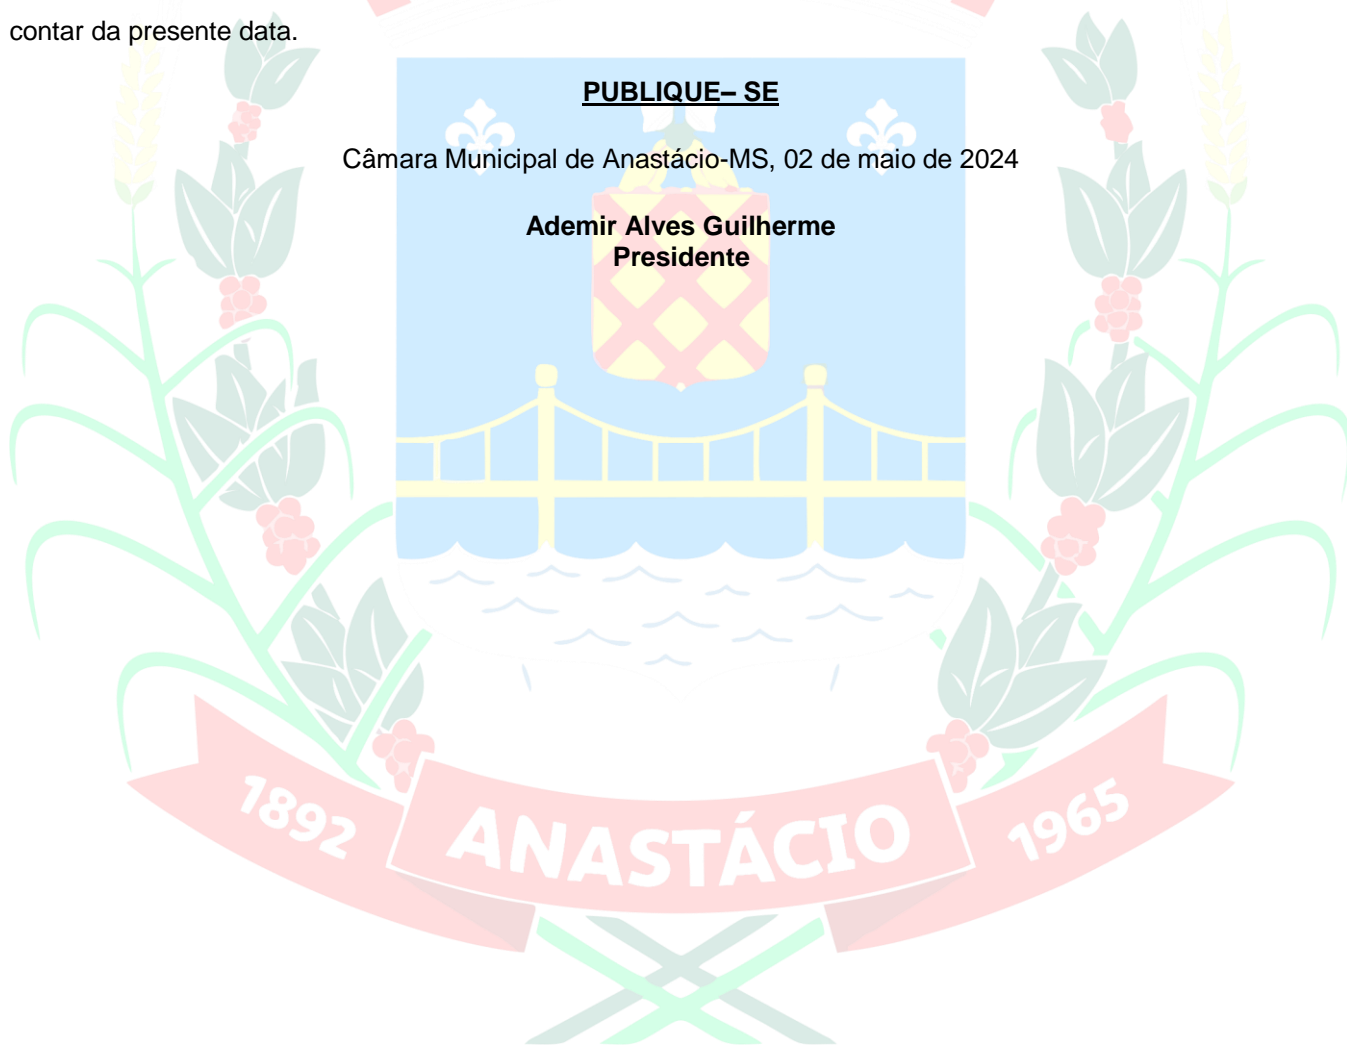 contar da presente data.
PUBLIQUE– SE
Câmara Municipal de Anastácio-MS, 02 de maio de 2024
Ademir Alves Guilherme
Presidente
1892 ANASTÁCIO 1965